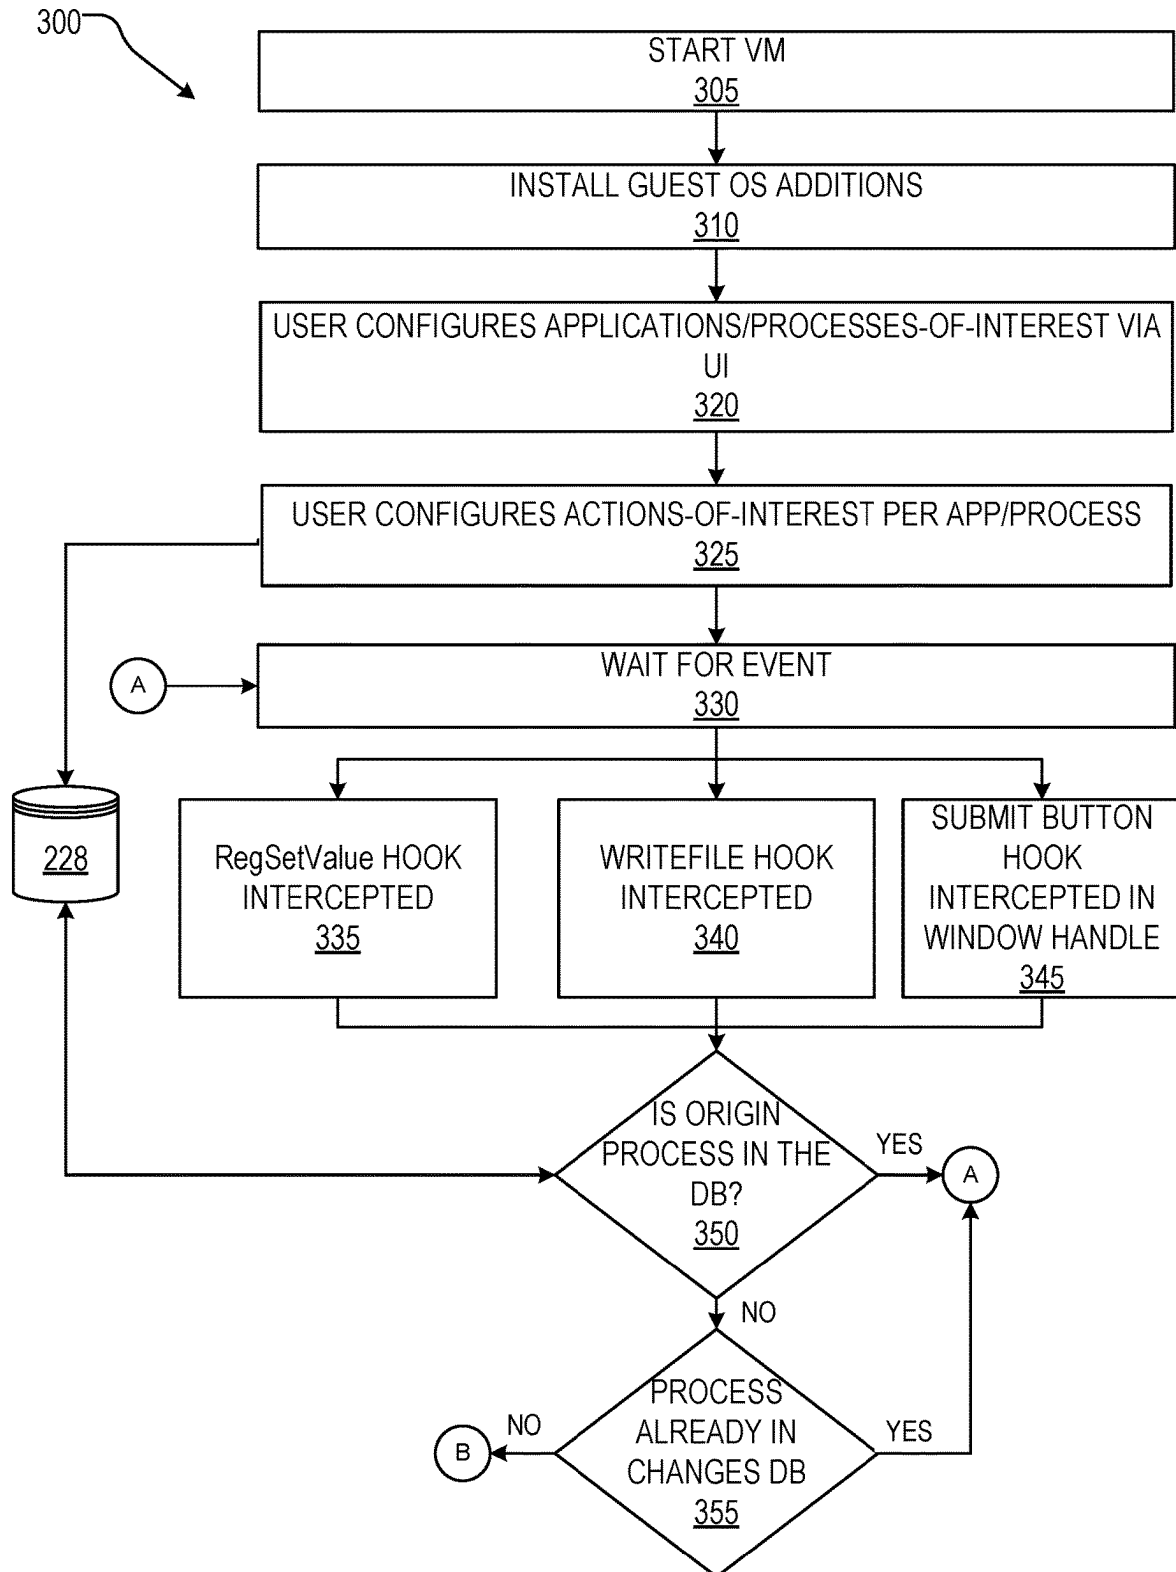 300
START VM
305
INSTALL GUEST OS ADDITIONS
310
USER CONFIGURES APPLICATIONS/PROCESSES-OF-INTEREST VIA
UI
320
USER CONFIGURES ACTIONS-OF-INTEREST PER APP/PROCESS
325
A
WAIT FOR EVENT
330
228
RegSetValue HOOK
INTERCEPTED
335
WRITEFILE HOOK
INTERCEPTED
340
SUBMIT BUTTON
HOOK
INTERCEPTED IN
WINDOW HANDLE
345
IS ORIGIN
PROCESS IN THE
DB?
350
YES
A
NO
PROCESS
ALREADY IN
CHANGES DB
355
NO
B
YES